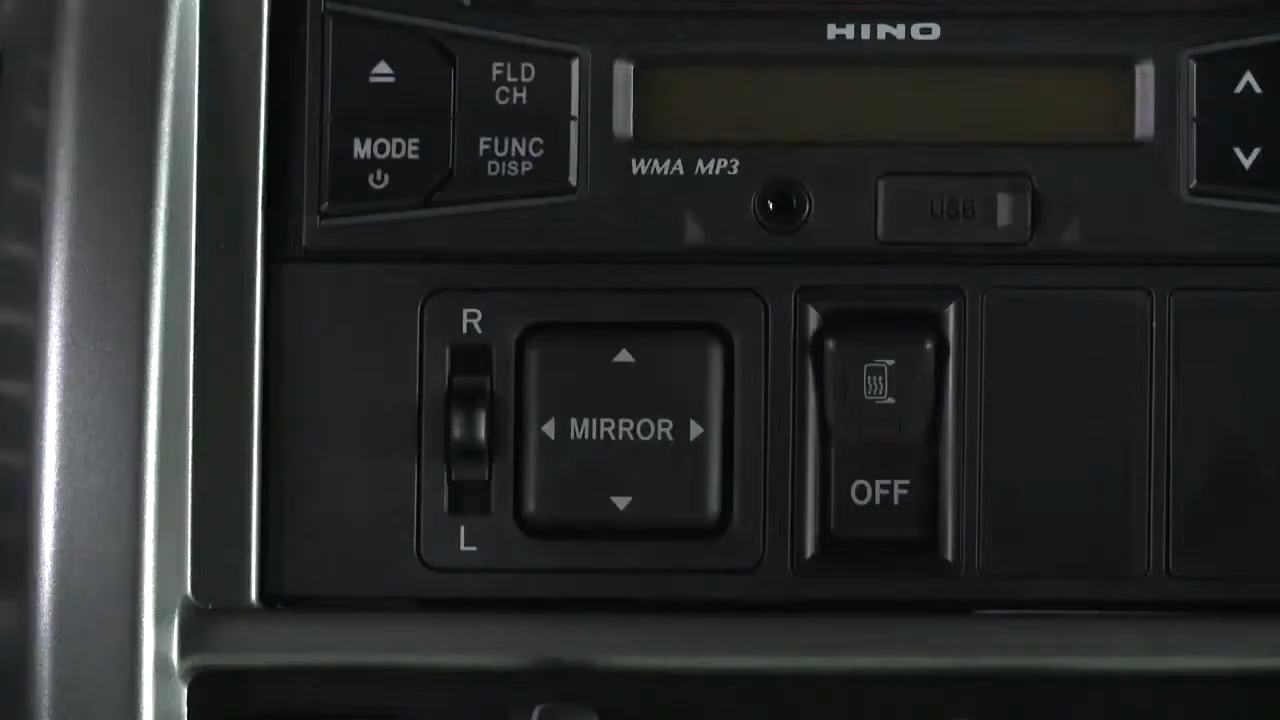 HINO
FLD
CH
MODE
FUNC
DISP
WMA MP3
USB
R
MIRROR
L
OFF